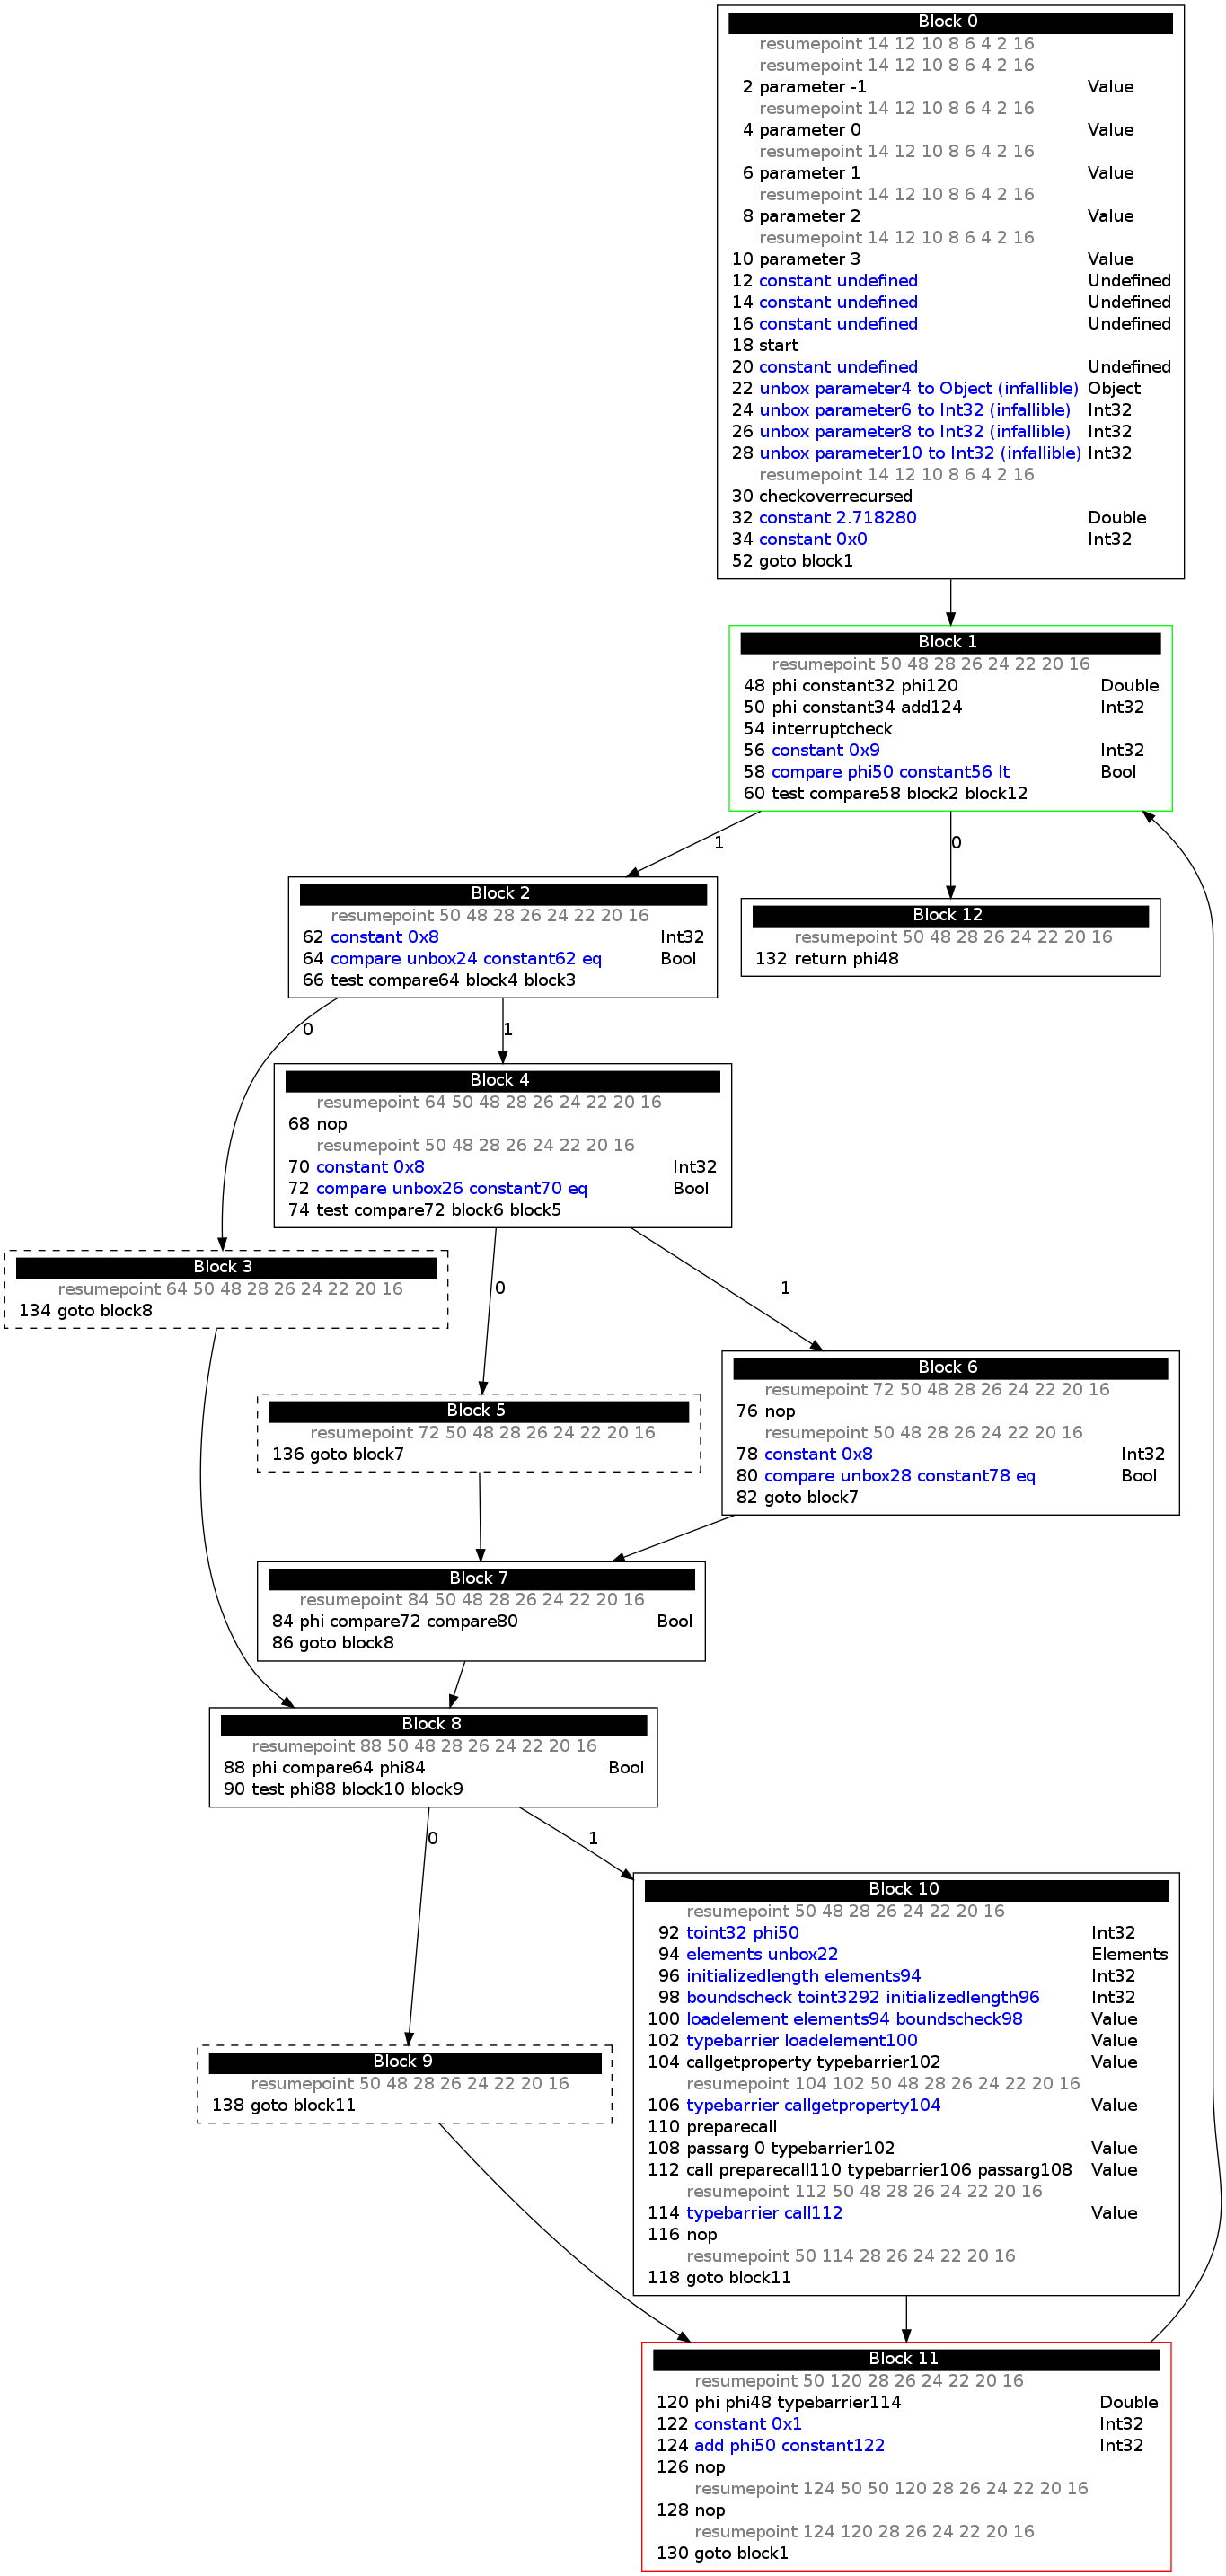 Block 0
resumepoint 14 12 10 8 6 4 2 16
resumepoint 14 12 10 8 6 4 2 16
2 parameter -1 Value
resumepoint 14 12 10 8 6 4 2 16
4 parameter 0 Value
resumepoint 14 12 10 8 6 4 2 16
6 parameter 1 Value
resumepoint 14 12 10 8 6 4 2 16
8 parameter 2 Value
resumepoint 14 12 10 8 6 4 2 16
10 parameter 3 Value
12 constant undefined Undefined
14 constant undefined Undefined
16 constant undefined Undefined
18 start
20 constant undefined Undefined
22 unbox parameter4 to Object (infallible) Object
24 unbox parameter6 to Int32 (infallible) Int32
26 unbox parameter8 to Int32 (infallible) Int32
28 unbox parameter10 to Int32 (infallible) Int32
resumepoint 14 12 10 8 6 4 2 16
30 checkoverrecursed
32 constant 2.718280 Double
34 constant 0x0 Int32
52 goto block1
Block 1
resumepoint 50 48 28 26 24 22 20 16
48 phi constant32 phi120 Double
50 phi constant34 add124 Int32
54 interruptcheck
56 constant 0x9 Int32
58 compare phi50 constant56 lt Bool
60 test compare58 block2 block12
1
0
Block 2
resumepoint 50 48 28 26 24 22 20 16
62 constant 0x8 Int32
64 compare unbox24 constant62 eq Bool
66 test compare64 block4 block3
Block 12
resumepoint 50 48 28 26 24 22 20 16
132 return phi48
0
1
Block 4
resumepoint 64 50 48 28 26 24 22 20 16
68 nop
resumepoint 50 48 28 26 24 22 20 16
70 constant 0x8 Int32
72 compare unbox26 constant70 eq Bool
74 test compare72 block6 block5
Block 3
resumepoint 64 50 48 28 26 24 22 20 16
134 goto block8
0
1
Block 6
resumepoint 72 50 48 28 26 24 22 20 16
76 nop
resumepoint 50 48 28 26 24 22 20 16
78 constant 0x8 Int32
80 compare unbox28 constant78 eq Bool
82 goto block7
Block 5
resumepoint 72 50 48 28 26 24 22 20 16
136 goto block7
Block 7
resumepoint 84 50 48 28 26 24 22 20 16
84 phi compare72 compare80 Bool
86 goto block8
Block 8
resumepoint 88 50 48 28 26 24 22 20 16
88 phi compare64 phi84 Bool
90 test phi88 block10 block9
0
1
Block 10
resumepoint 50 48 28 26 24 22 20 16
92 toint32 phi50 Int32
94 elements unbox22 Elements
96 initializedlength elements94 Int32
98 boundscheck toint3292 initializedlength96 Int32
100 loadelement elements94 boundscheck98 Value
102 typebarrier loadelement100 Value
104 callgetproperty typebarrier102 Value
resumepoint 104 102 50 48 28 26 24 22 20 16
106 typebarrier callgetproperty104 Value
110 preparecall
108 passarg 0 typebarrier102 Value
112 call preparecall110 typebarrier106 passarg108 Value
resumepoint 112 50 48 28 26 24 22 20 16
114 typebarrier call112 Value
116 nop
resumepoint 50 114 28 26 24 22 20 16
118 goto block11
Block 9
resumepoint 50 48 28 26 24 22 20 16
138 goto block11
Block 11
resumepoint 50 120 28 26 24 22 20 16
120 phi phi48 typebarrier114 Double
122 constant 0x1 Int32
124 add phi50 constant122 Int32
126 nop
resumepoint 124 50 50 120 28 26 24 22 20 16
128 nop
resumepoint 124 120 28 26 24 22 20 16
130 goto block1